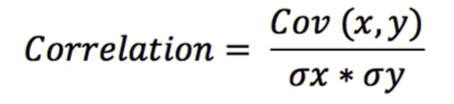 Correlation = Cov (x, y) / σx * σy